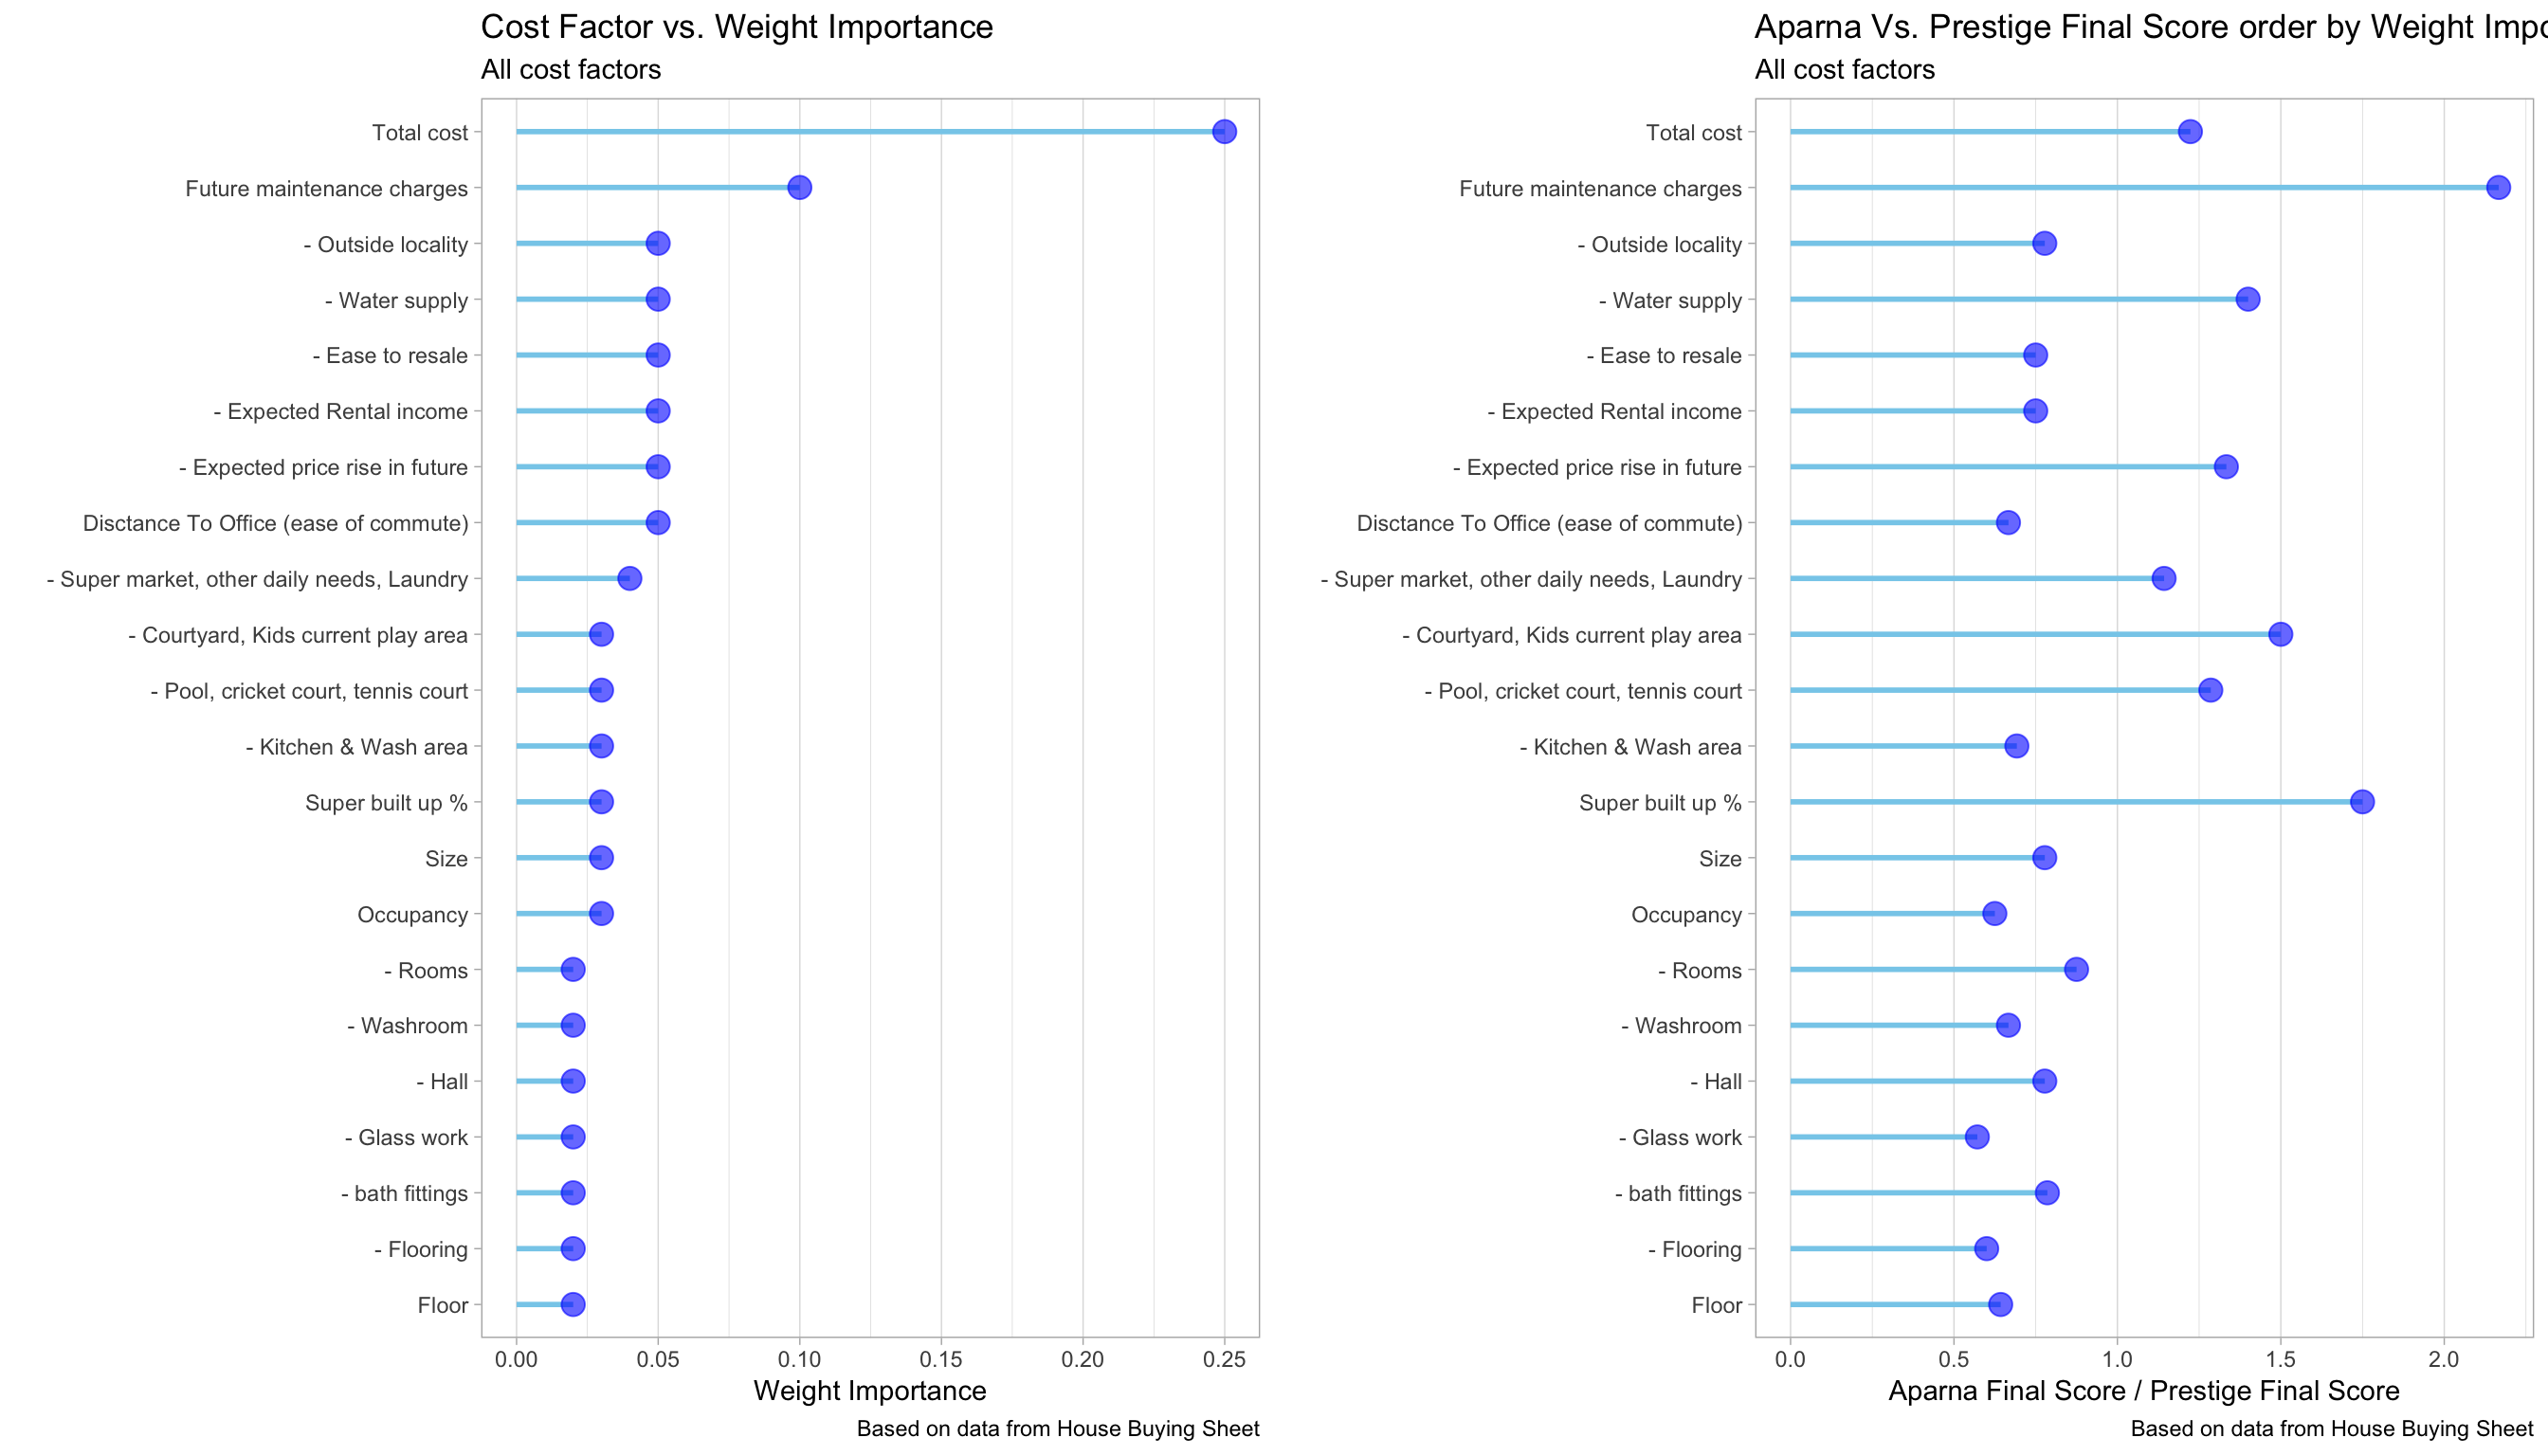 Cost Factor vs. Weight Importance
All cost factors
Total cost
Future maintenance charges
- Outside locality
- Water supply
- Ease to resale
- Expected Rental income
- Expected price rise in future
Disctance To Office (ease of commute)
- Super market, other daily needs, Laundry
- Courtyard, Kids current play area
- Pool, cricket court, tennis court
- Kitchen & Wash area
Super built up %
Size
Occupancy
- Rooms
- Washroom
- Hall
- Glass work
- bath fittings
- Flooring
Floor
0.00 0.05 0.10 0.15 0.20 0.25
Weight Importance
Based on data from House Buying Sheet
Aparna Vs. Prestige Final Score order by Weight Impo
All cost factors
Total cost
Future maintenance charges
- Outside locality
- Water supply
- Ease to resale
- Expected Rental income
- Expected price rise in future
Disctance To Office (ease of commute)
- Super market, other daily needs, Laundry
- Courtyard, Kids current play area
- Pool, cricket court, tennis court
- Kitchen & Wash area
Super built up %
Size
Occupancy
- Rooms
- Washroom
- Hall
- Glass work
- bath fittings
- Flooring
Floor
0.0 0.5 1.0 1.5 2.0
Aparna Final Score / Prestige Final Score
Based on data from House Buying Sheet